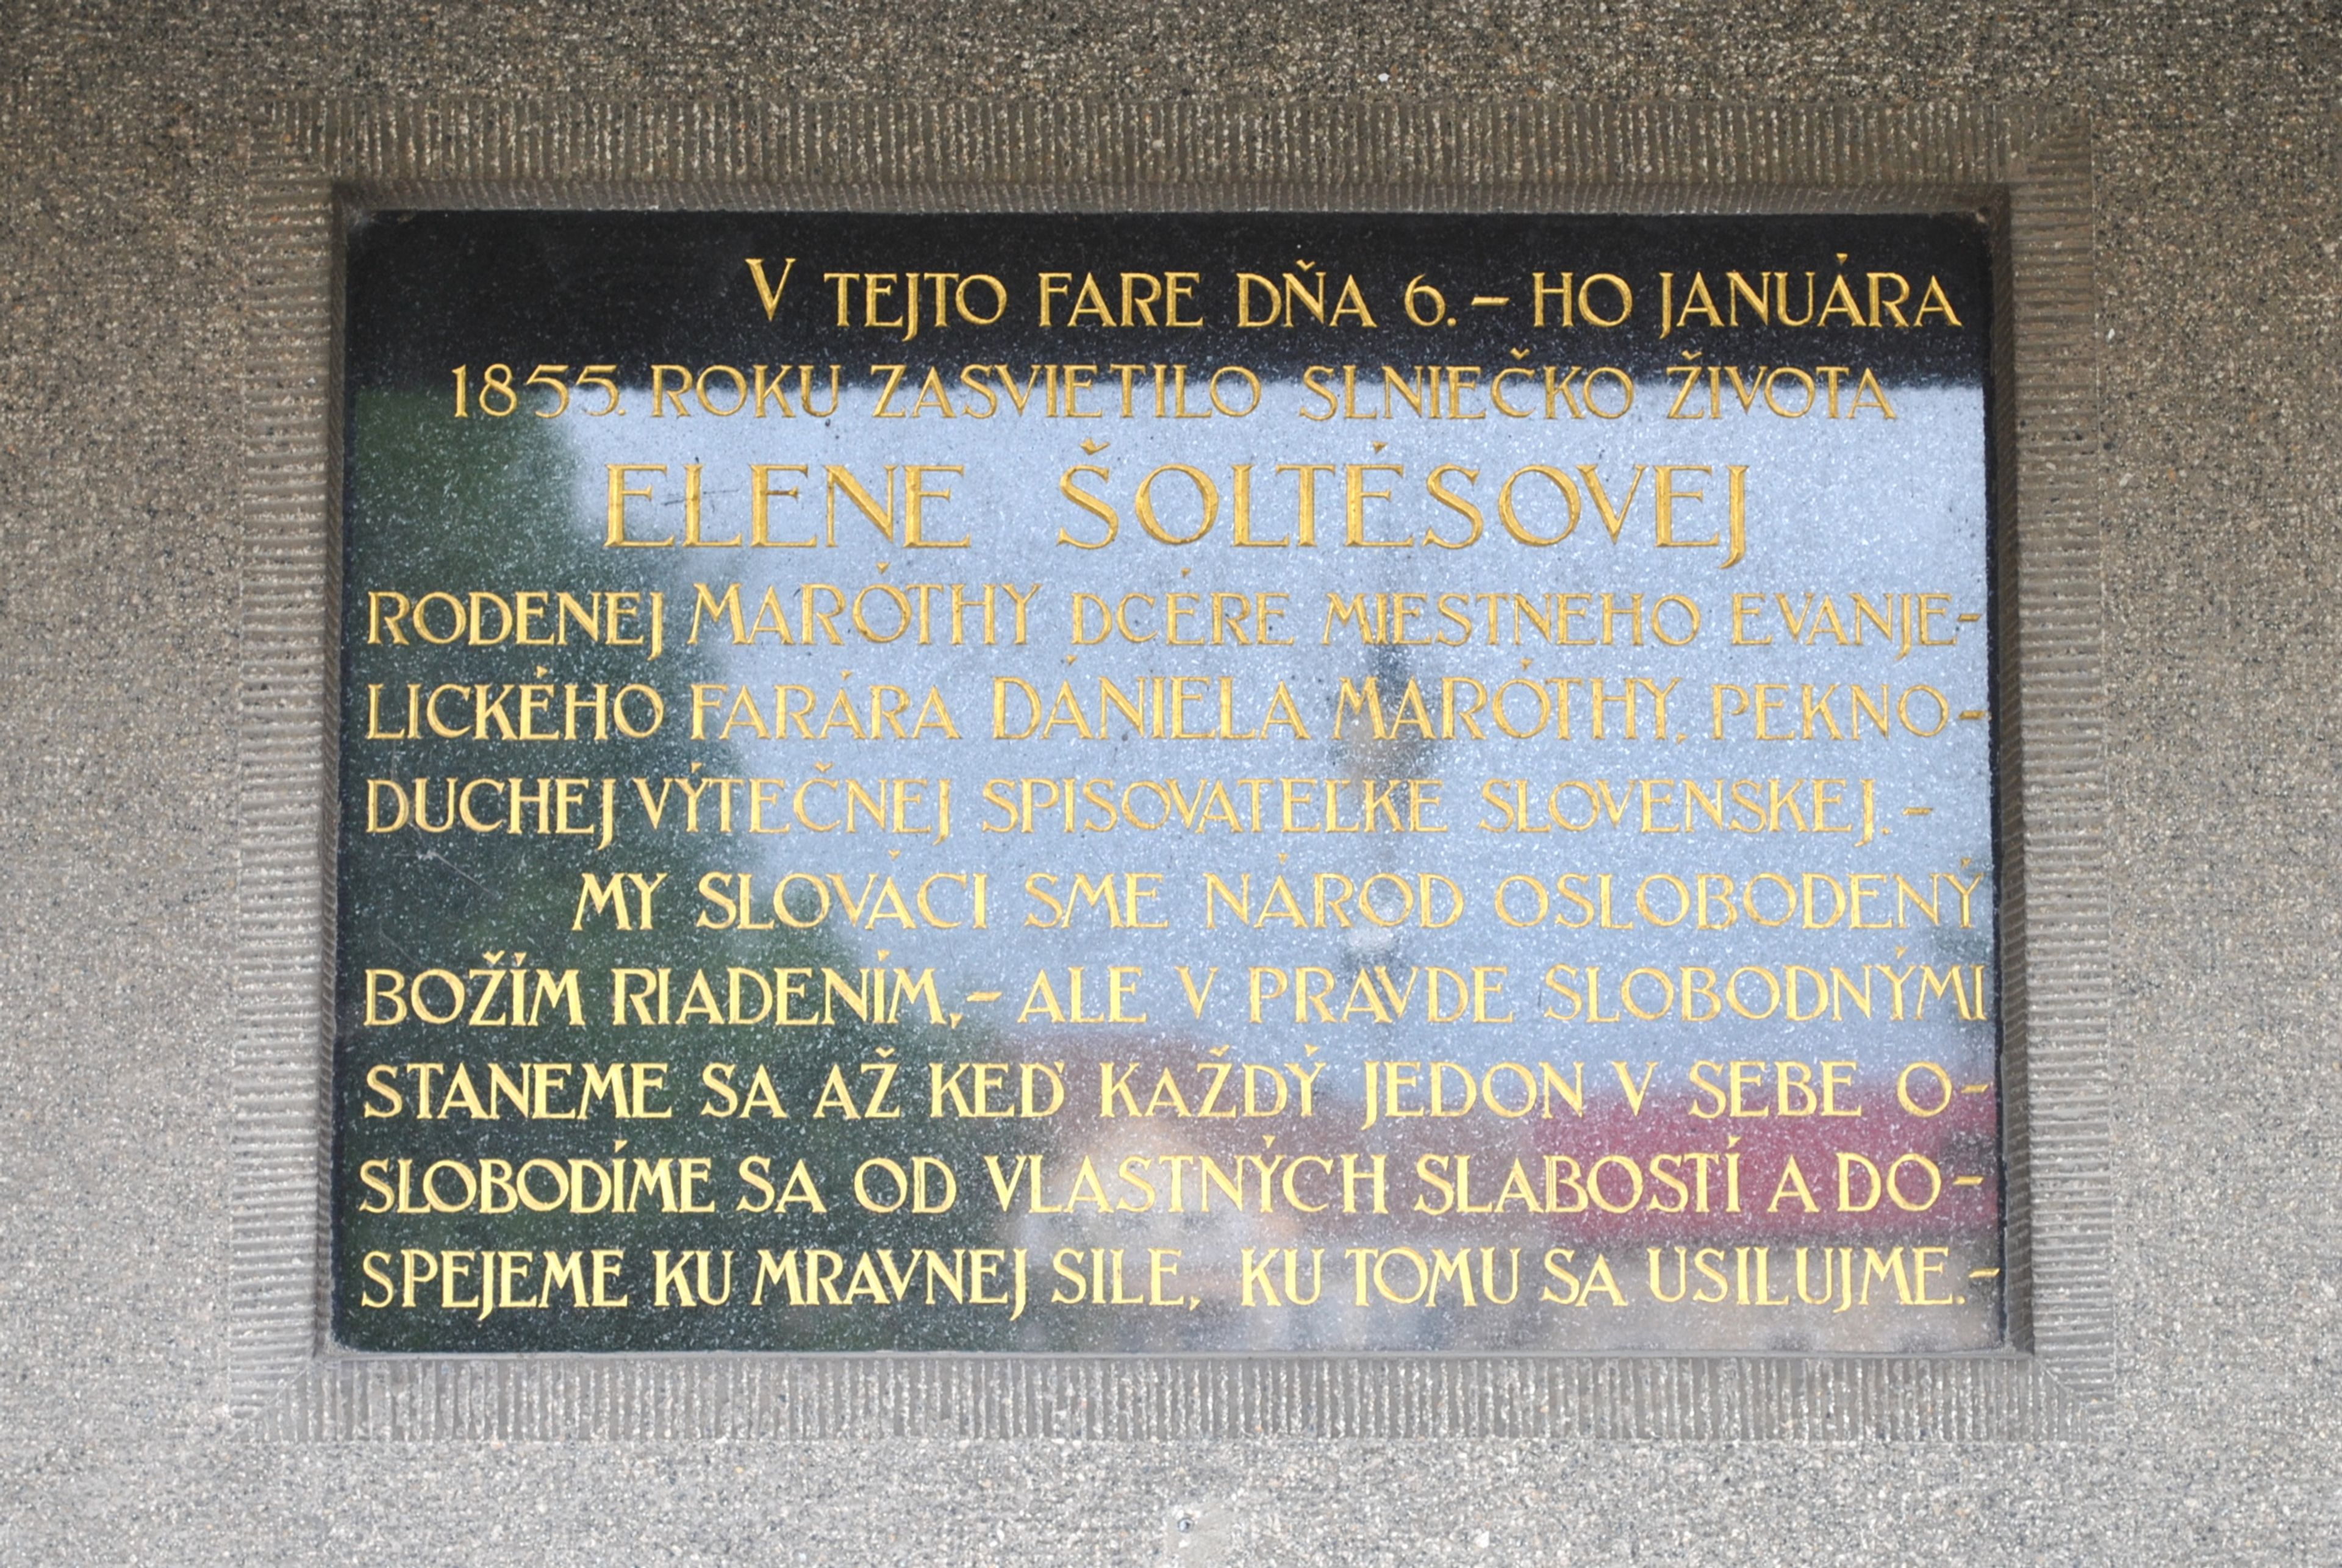 V TEJTO FARE DŇA 6.– HO JANUÁRA
1855. ROKU ZASVIETILO SLNIEČKO ŽIVOTA
ELENE ŠOLTÉSOVEJ
RODENEJ MARÓTHY DCÉRE MIESTNEHO EVANJE–
LICKÉHO FARÁRA DÁNIELA MARÓTHY, PEKNO–
DUCHEJ VÝTEČNEJ SPISOVATEĽKE SLOVENSKEJ.–
MY SLOVÁCI SME NÁROD OSLOBODENÝ
BOŽÍM RIADENÍM,– ALE V PRAVDE SLOBODNÝMI
STANEME SA AŽ KEĎ KAŽDÝ JEDON V SEBE O–
SLOBODÍME SA OD VLASTNÝCH SLABOSTÍ A DO–
SPEJEME KU MRAVNEJ SILE, KU TOMU SA USILUJME.–